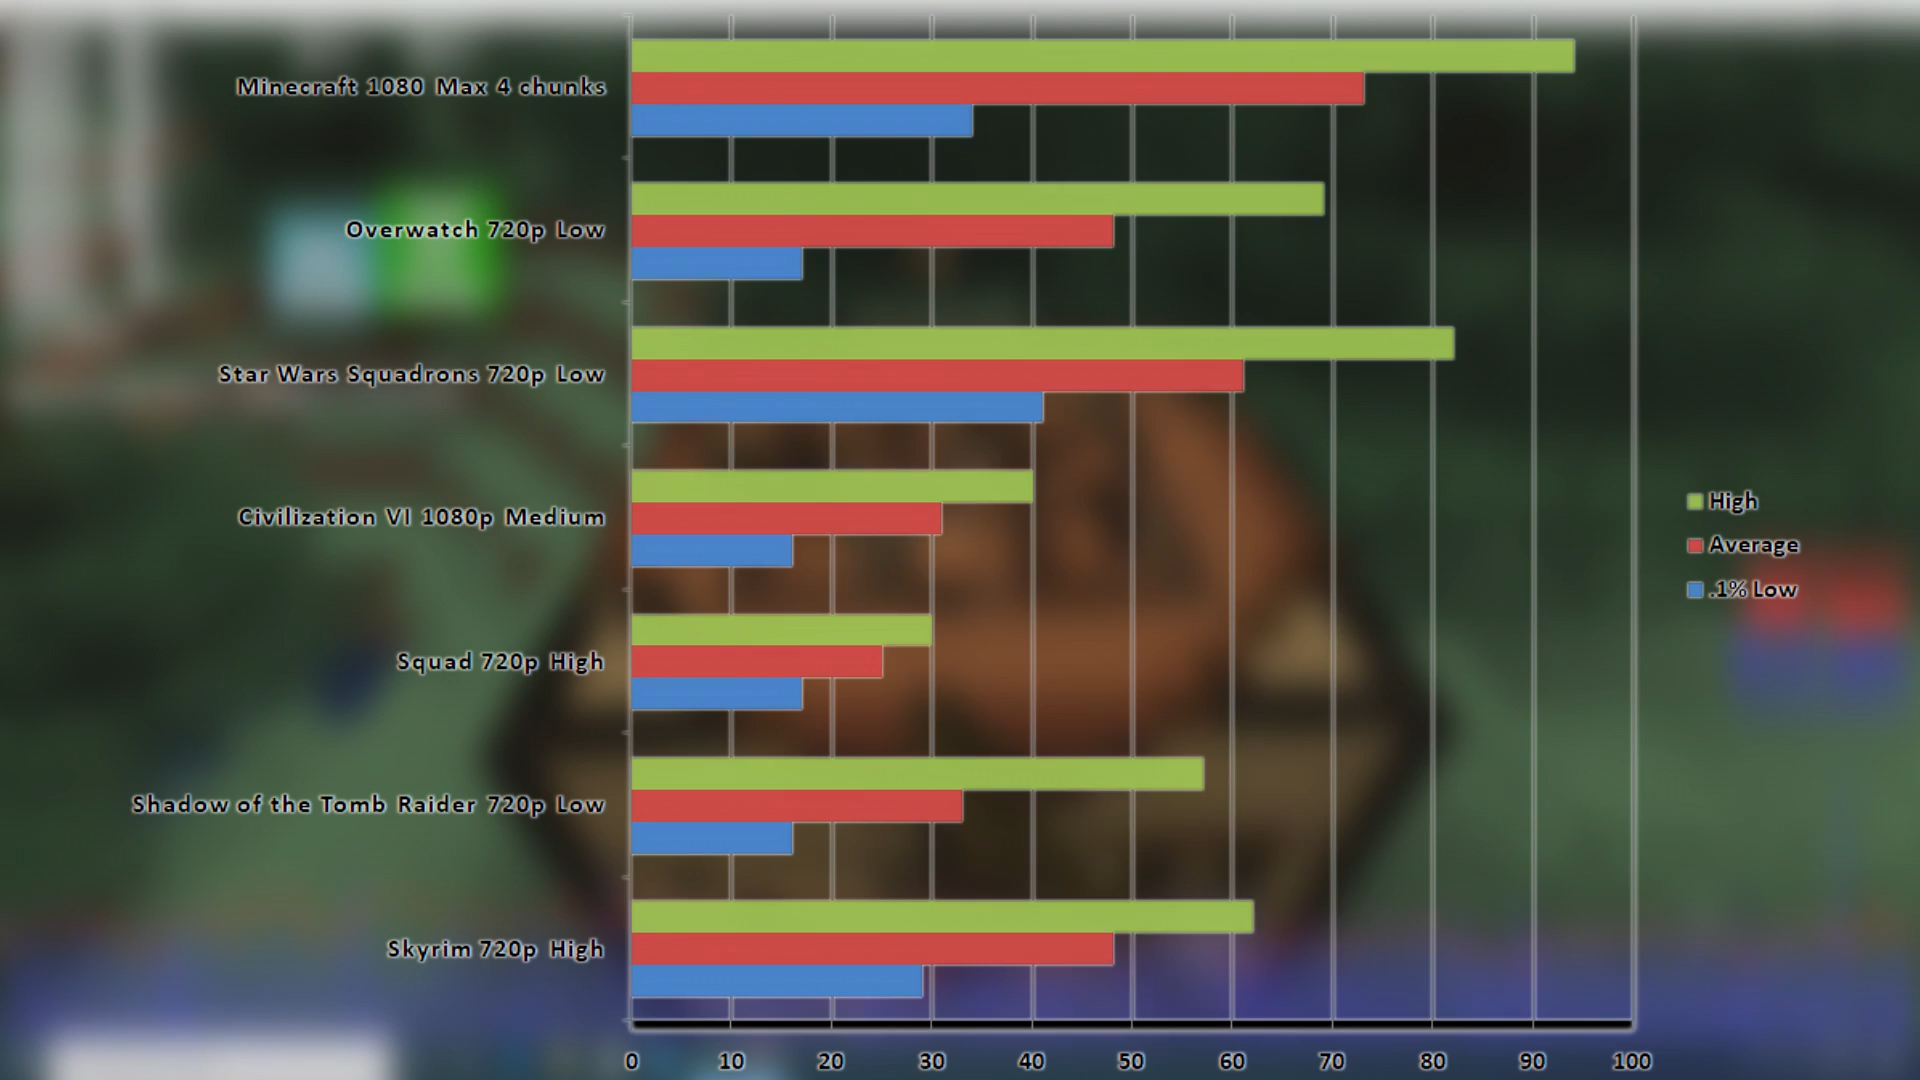 Minecraft 1080 Max 4 chunks
Overwatch 720p Low
Star Wars Squadrons 720p Low
Civilization VI 1080p Medium
Squad 720p High
Shadow of the Tomb Raider 720p Low
Skyrim 720p High
High
Average
.1% Low
0 10 20 30 40 50 60 70 80 90 100